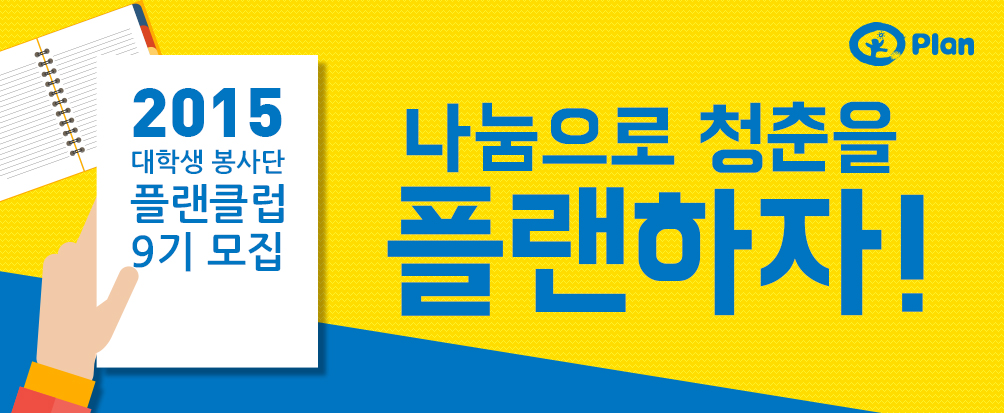 2015
대학생 봉사단
플랜클럽
9기 모집
Plan
나눔으로 청춘을
플랜하자!